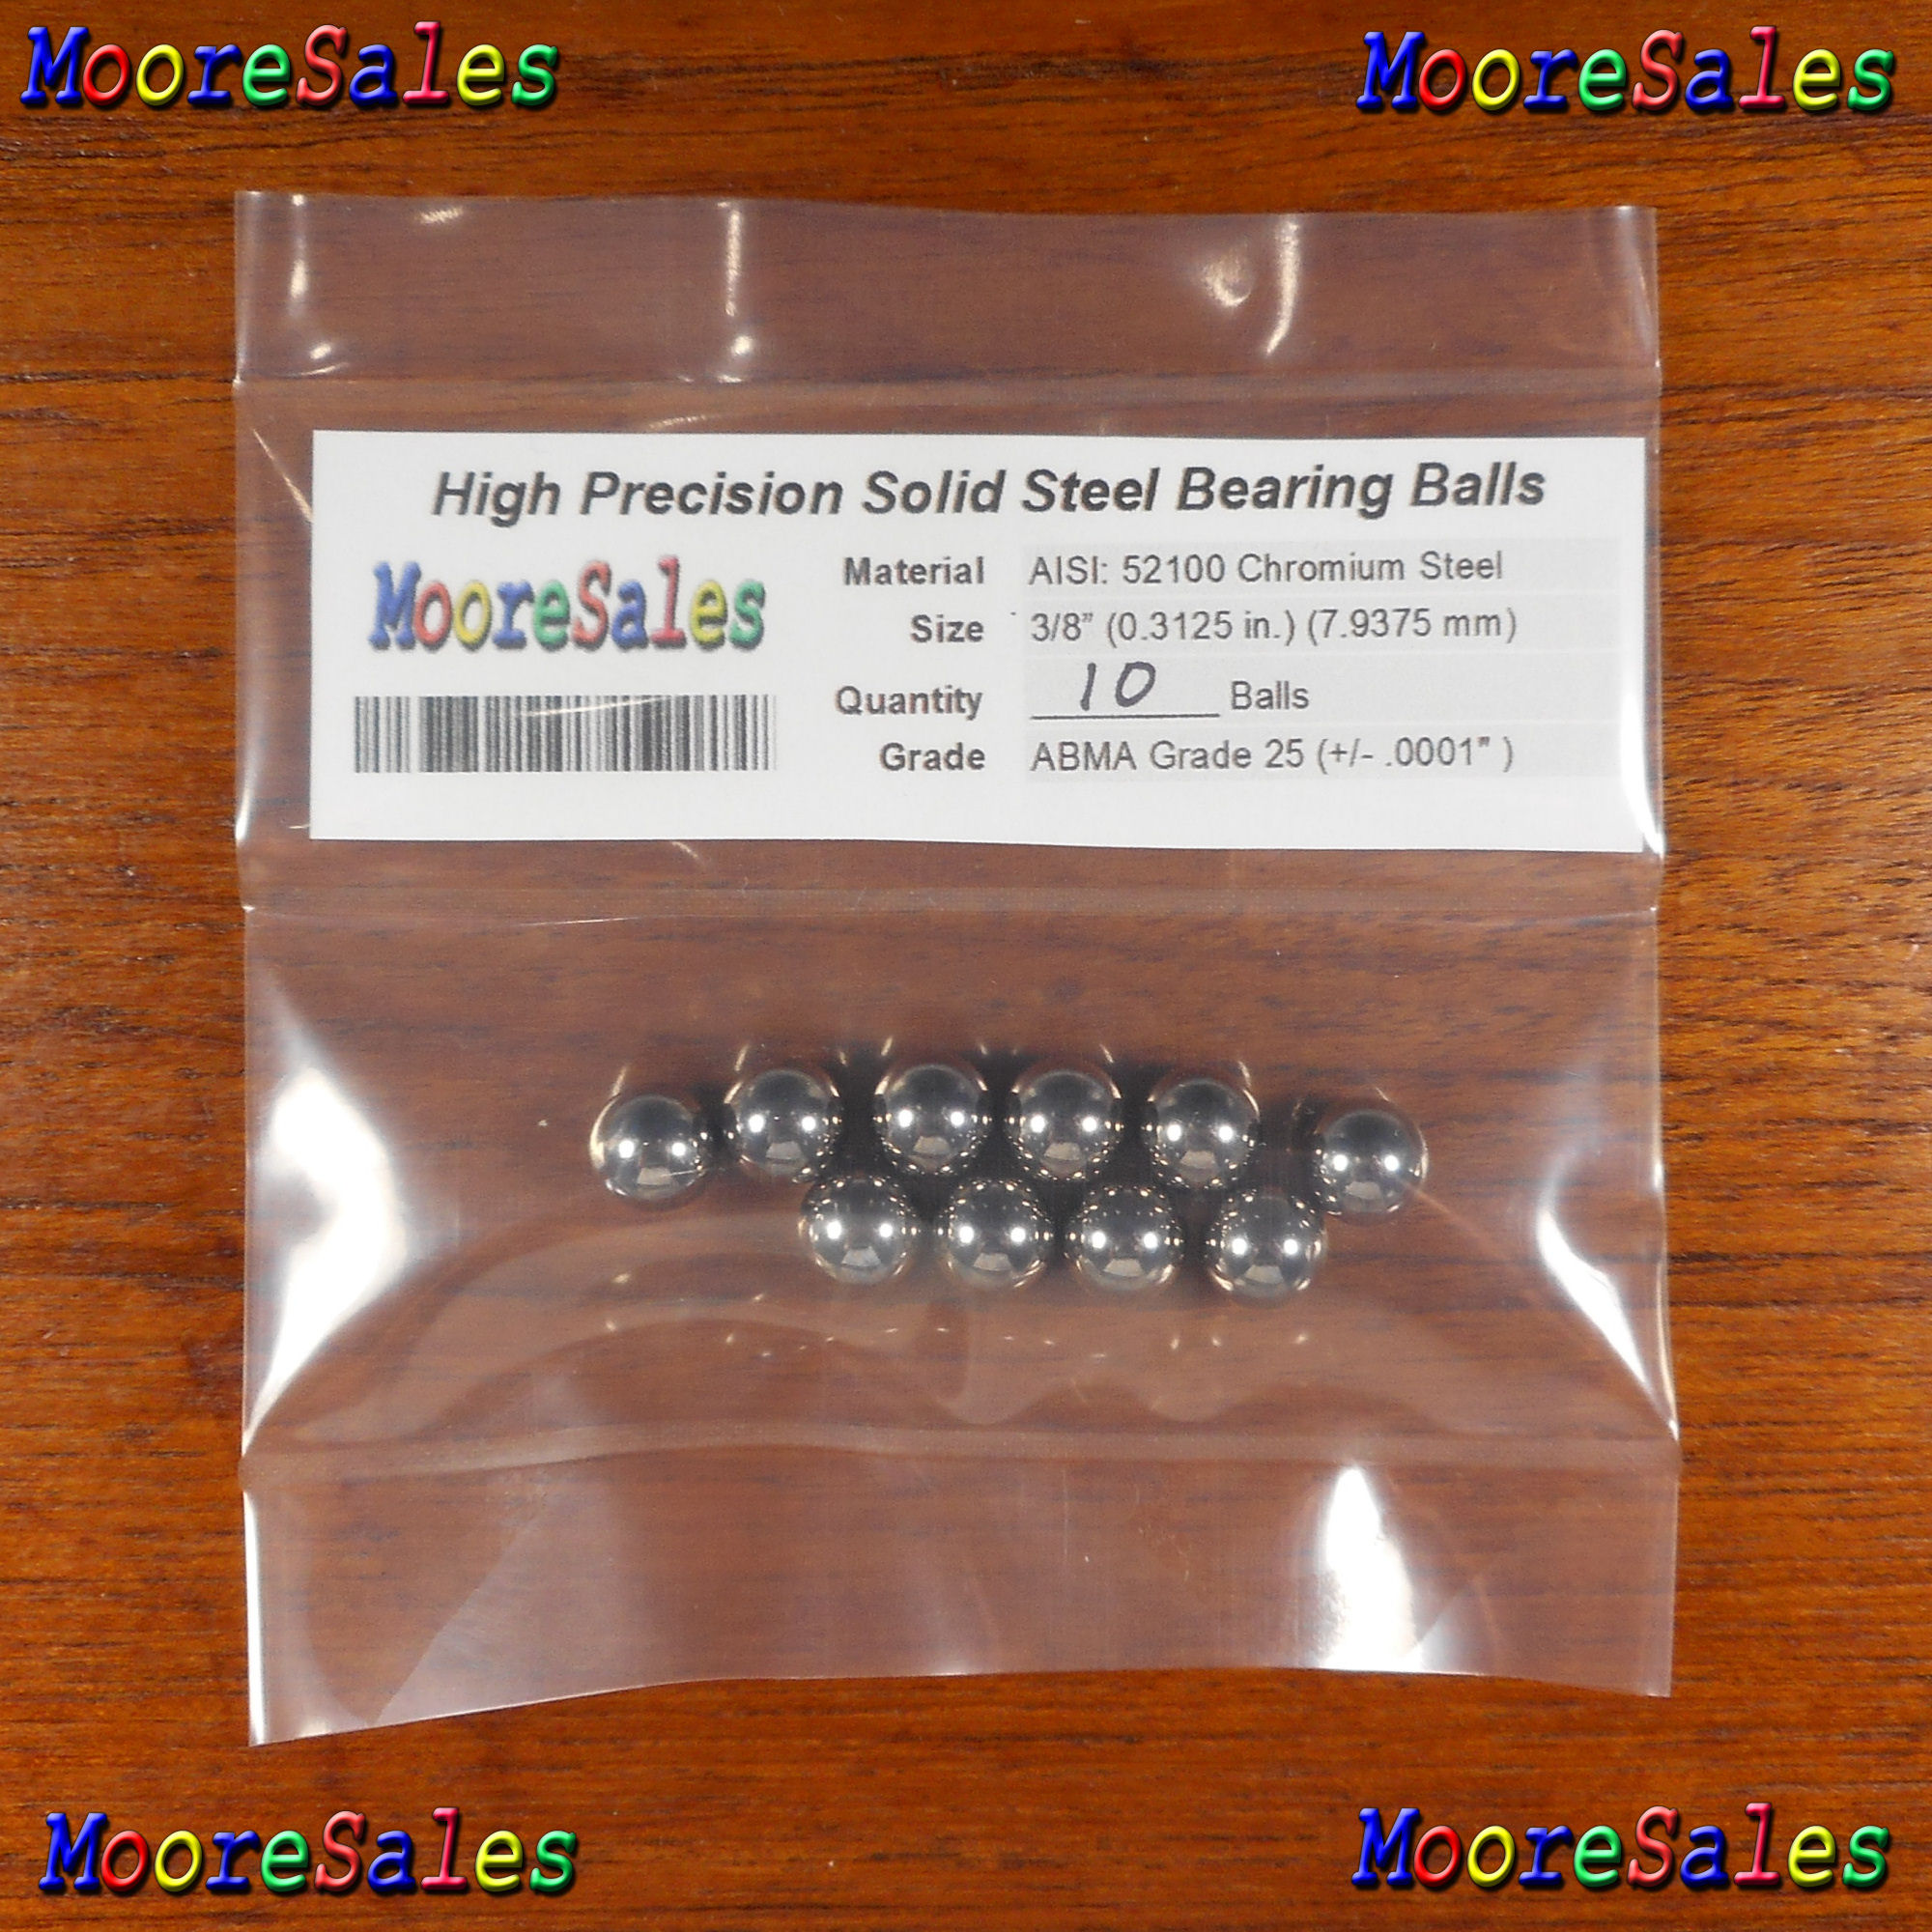 MooreSales MooreSales
High Precision Solid Steel Bearing Balls
MooreSales
Material AISI: 52100 Chromium Steel
Size 3/8" (0.3125 in.) (7.9375 mm)
Quantity 10 Balls
Grade ABMA Grade 25 (+/- .0001" )
MooreSales MooreSales